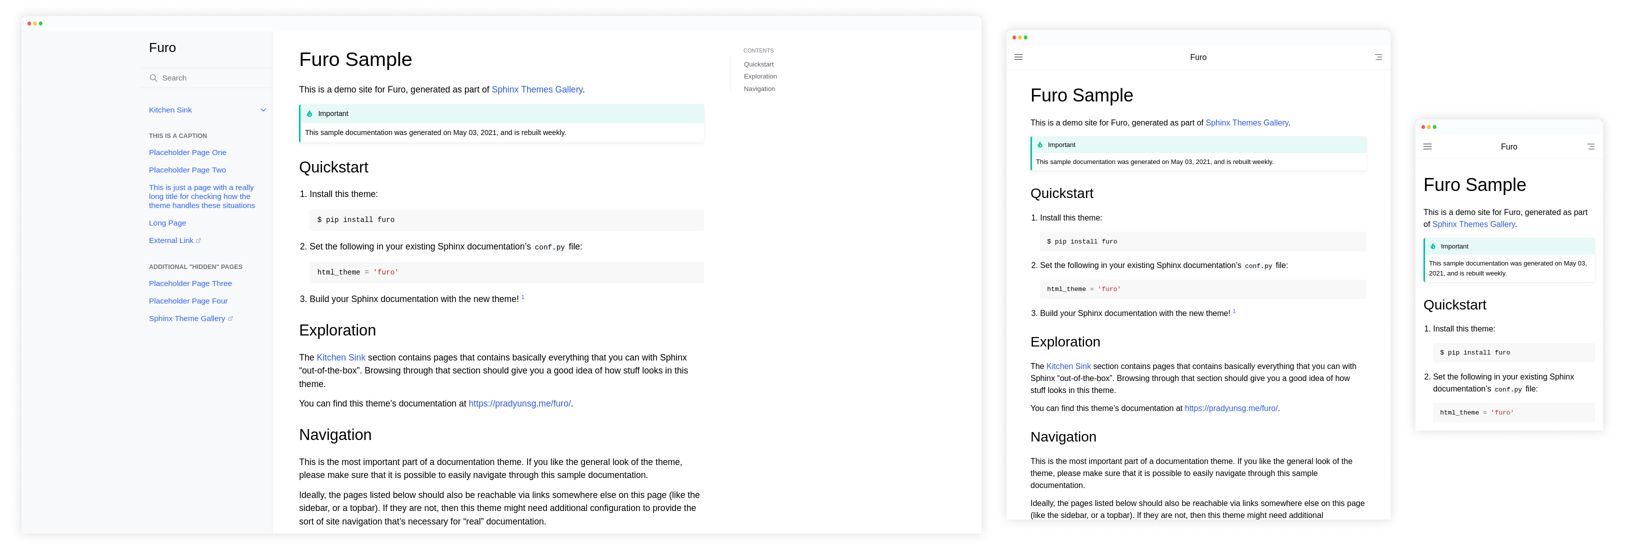 Furo
Search
Kitchen Sink
THIS IS A CAPTION
Placeholder Page One
Placeholder Page Two
This is just a page with a really
long title for checking how the
theme handles these situations
Long Page
External Link
ADDITIONAL "HIDDEN" PAGES
Placeholder Page Three
Placeholder Page Four
Sphinx Theme Gallery
Furo Sample
This is a demo site for Furo, generated as part of Sphinx Themes Gallery.
Important
This sample documentation was generated on May 03, 2021, and is rebuilt weekly.
Quickstart
1. Install this theme:
$ pip install furo
2. Set the following in your existing Sphinx documentation’s conf.py file:
html_theme = 'furo'
3. Build your Sphinx documentation with the new theme! 1
Exploration
The Kitchen Sink section contains pages that contains basically everything that you can with Sphinx
“out-of-the-box”. Browsing through that section should give you a good idea of how stuff looks in this
theme.
You can find this theme’s documentation at https://pradyunsg.me/furo/.
Navigation
This is the most important part of a documentation theme. If you like the general look of the theme,
please make sure that it is possible to easily navigate through this sample documentation.
Ideally, the pages listed below should also be reachable via links somewhere else on this page (like the
sidebar, or a topbar). If they are not, then this theme might need additional configuration to provide the
sort of site navigation that’s necessary for “real” documentation.
CONTENTS
Quickstart
Exploration
Navigation
Furo
Furo Sample
This is a demo site for Furo, generated as part of Sphinx Themes Gallery.
Important
This sample documentation was generated on May 03, 2021, and is rebuilt weekly.
Quickstart
1. Install this theme:
$ pip install furo
2. Set the following in your existing Sphinx documentation’s conf.py file:
html_theme = 'furo'
3. Build your Sphinx documentation with the new theme! 1
Exploration
The Kitchen Sink section contains pages that contains basically everything that you can with
Sphinx “out-of-the-box”. Browsing through that section should give you a good idea of how
stuff looks in this theme.
You can find this theme’s documentation at https://pradyunsg.me/furo/.
Navigation
This is the most important part of a documentation theme. If you like the general look of the
theme, please make sure that it is possible to easily navigate through this sample
documentation.
Ideally, the pages listed below should also be reachable via links somewhere else on this page
(like the sidebar, or a topbar). If they are not, then this theme might need additional
Furo
Furo Sample
This is a demo site for Furo, generated as part
of Sphinx Themes Gallery.
Important
This sample documentation was generated on May 03,
2021, and is rebuilt weekly.
Quickstart
1. Install this theme:
$ pip install furo
2. Set the following in your existing Sphinx
documentation’s conf.py file:
html_theme = 'furo'